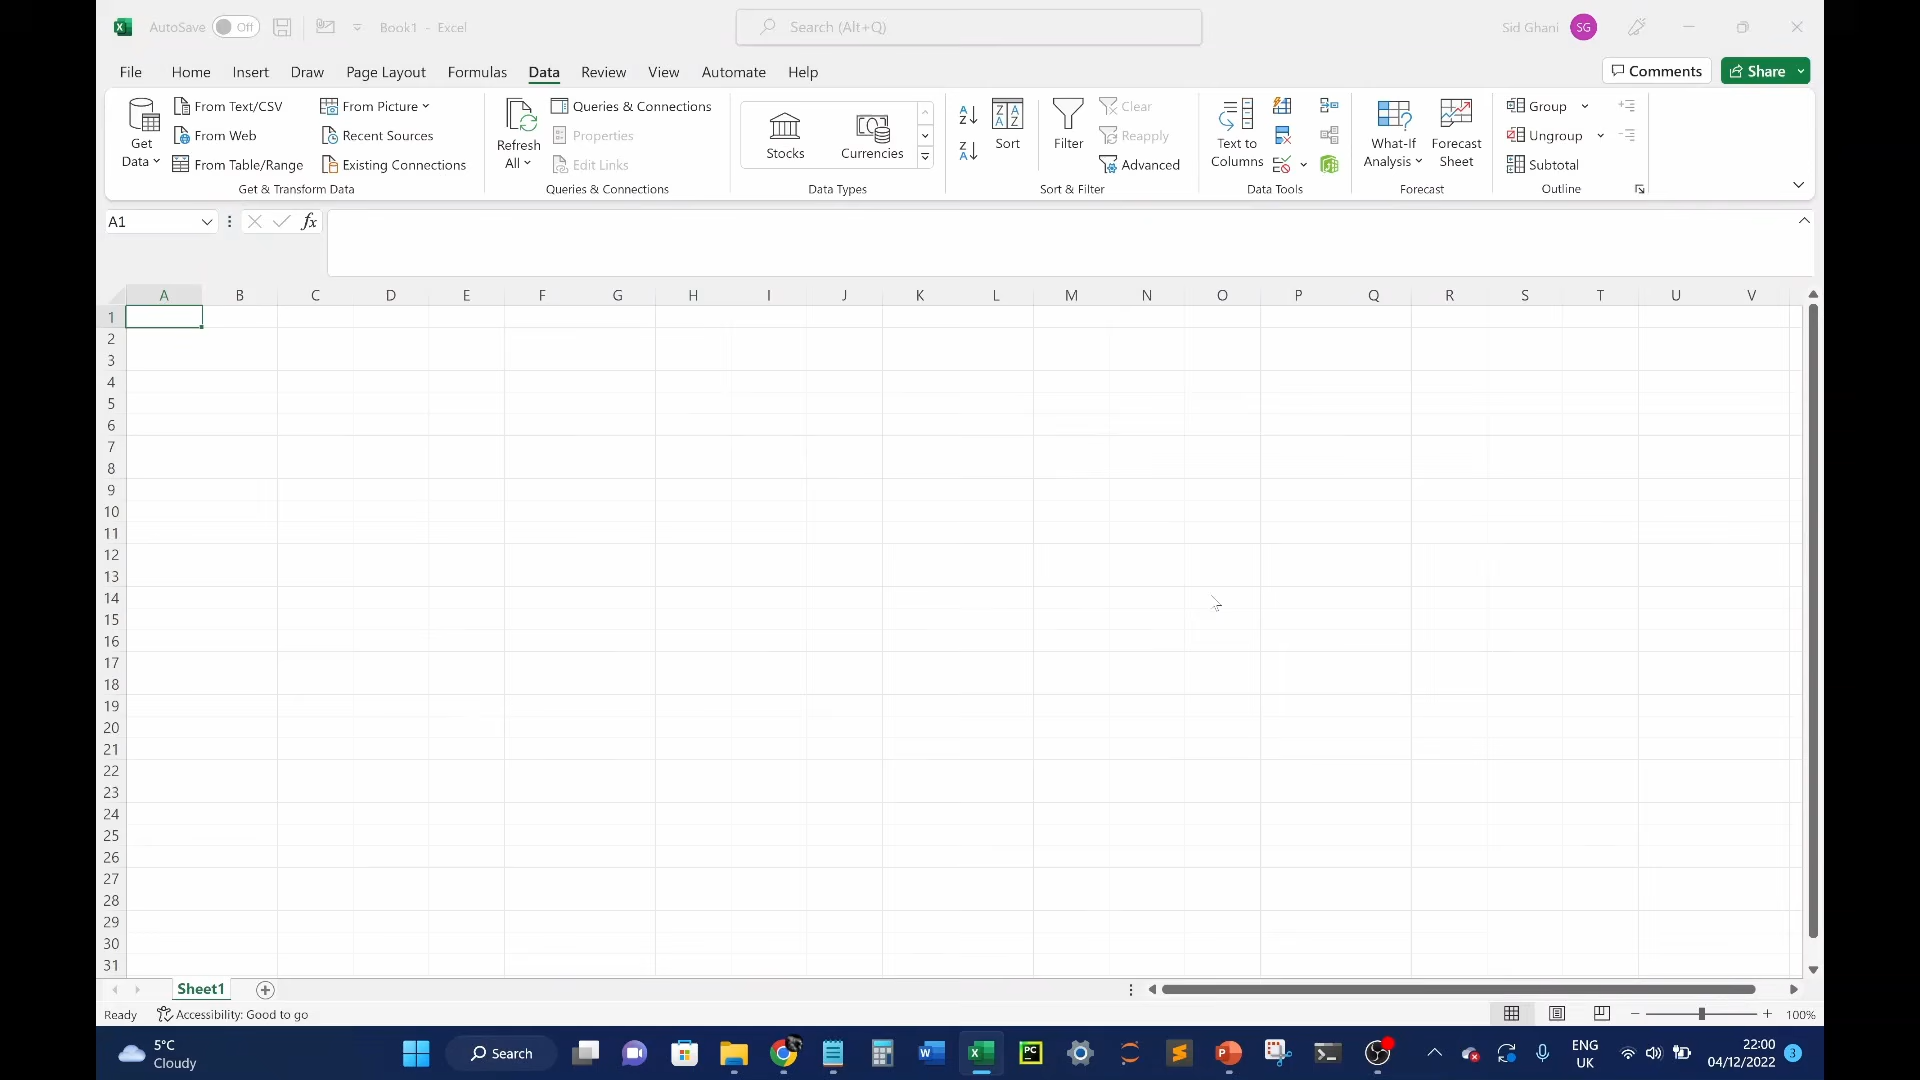 AutoSave Off Book1 - Excel Search (Alt+Q) Sid Ghani SG
File Home Insert Draw Page Layout Formulas Data Review View Automate Help Comments Share
Get Data
From Text/CSV
From Web
From Table/Range
From Picture
Recent Sources
Existing Connections
Get & Transform Data
Refresh All
Queries & Connections
Properties
Edit Links
Queries & Connections
Stocks
Currencies
Data Types
Sort
Filter
Clear
Reapply
Advanced
Sort & Filter
Text to Columns
Data Tools
What-If Analysis
Forecast Sheet
Forecast
Group
Ungroup
Subtotal
Outline
A1 fx
A B C D E F G H I J K L M N O P Q R S T U V
1
2
3
4
5
6
7
8
9
10
11
12
13
14
15
16
17
18
19
20
21
22
23
24
25
26
27
28
29
30
31
Sheet1
Ready Accessibility: Good to go 100%
5°C
Cloudy
Search
ENG
UK
22:00
04/12/2022
3